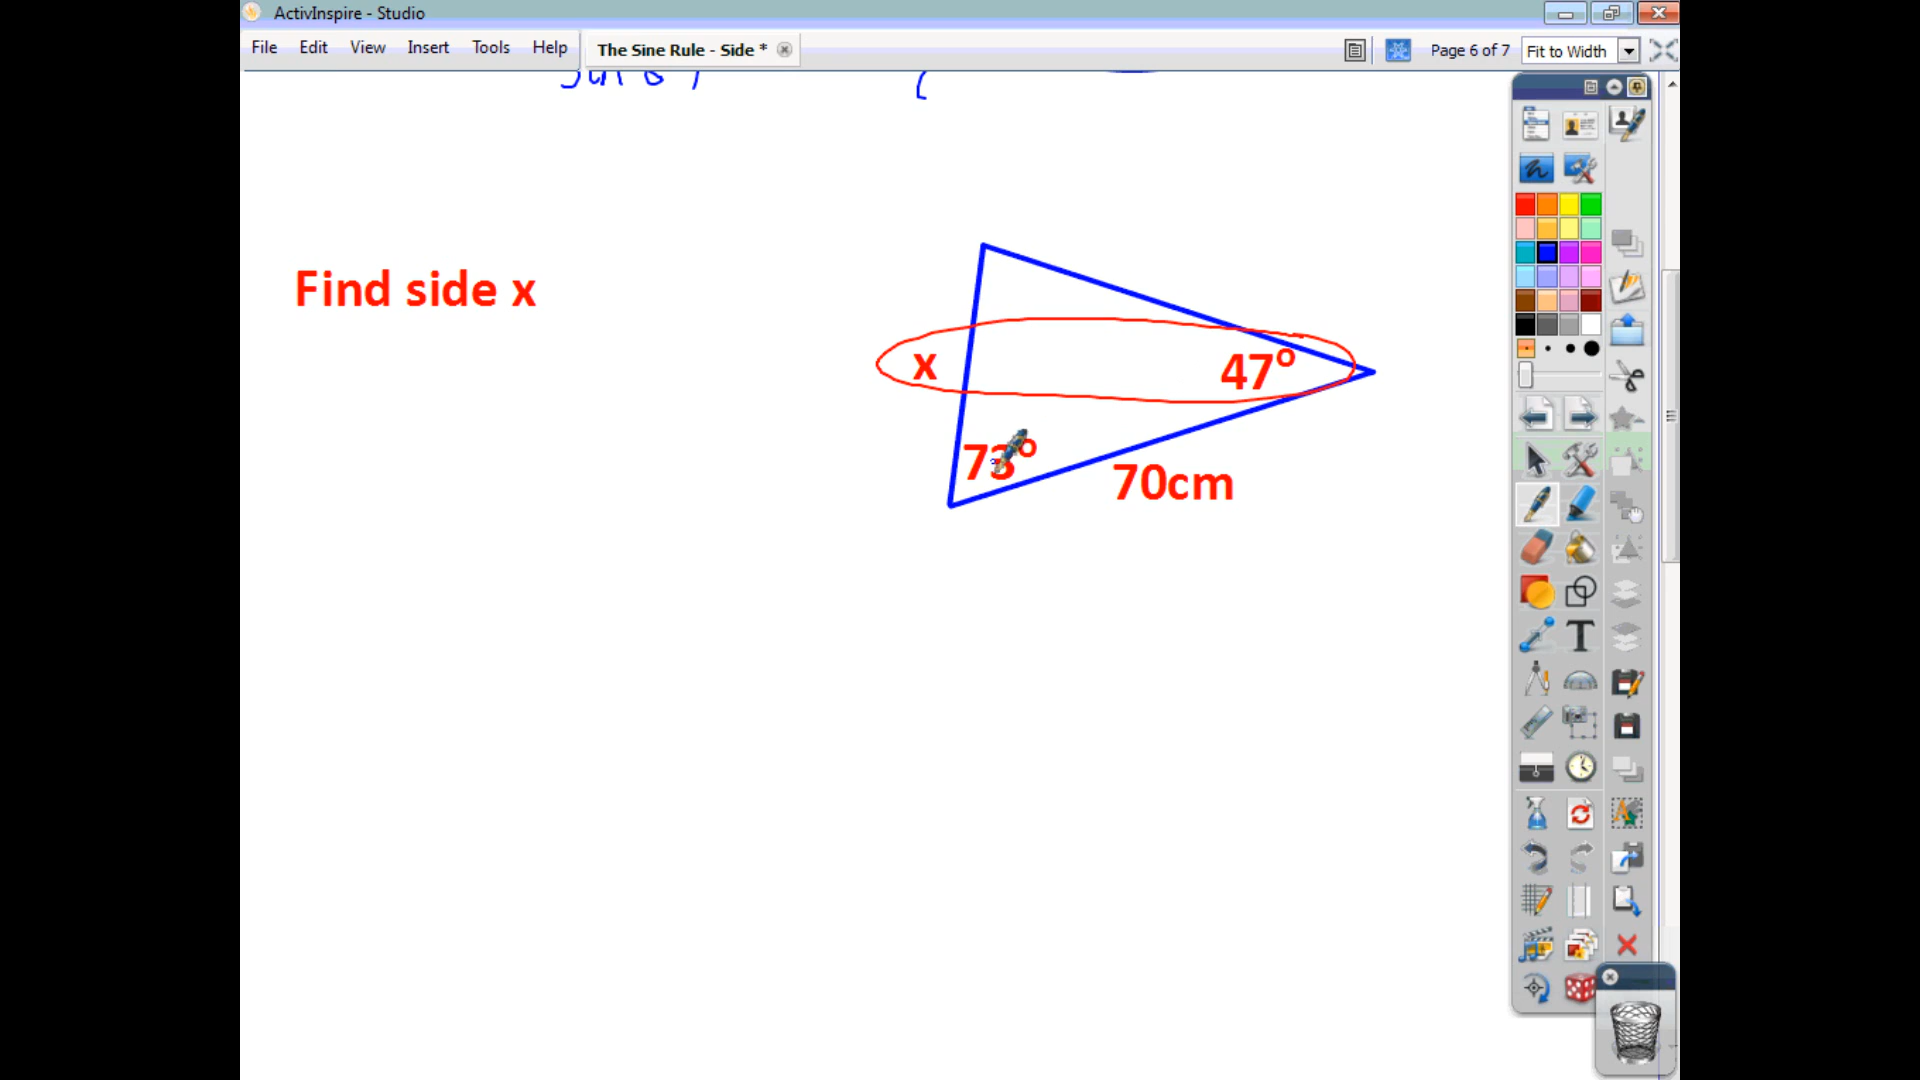 ActivInspire - Studio
File Edit View Insert Tools Help
The Sine Rule - Side *
Page 6 of 7
Fit to Width
Find side x
x
47°
73°
70cm